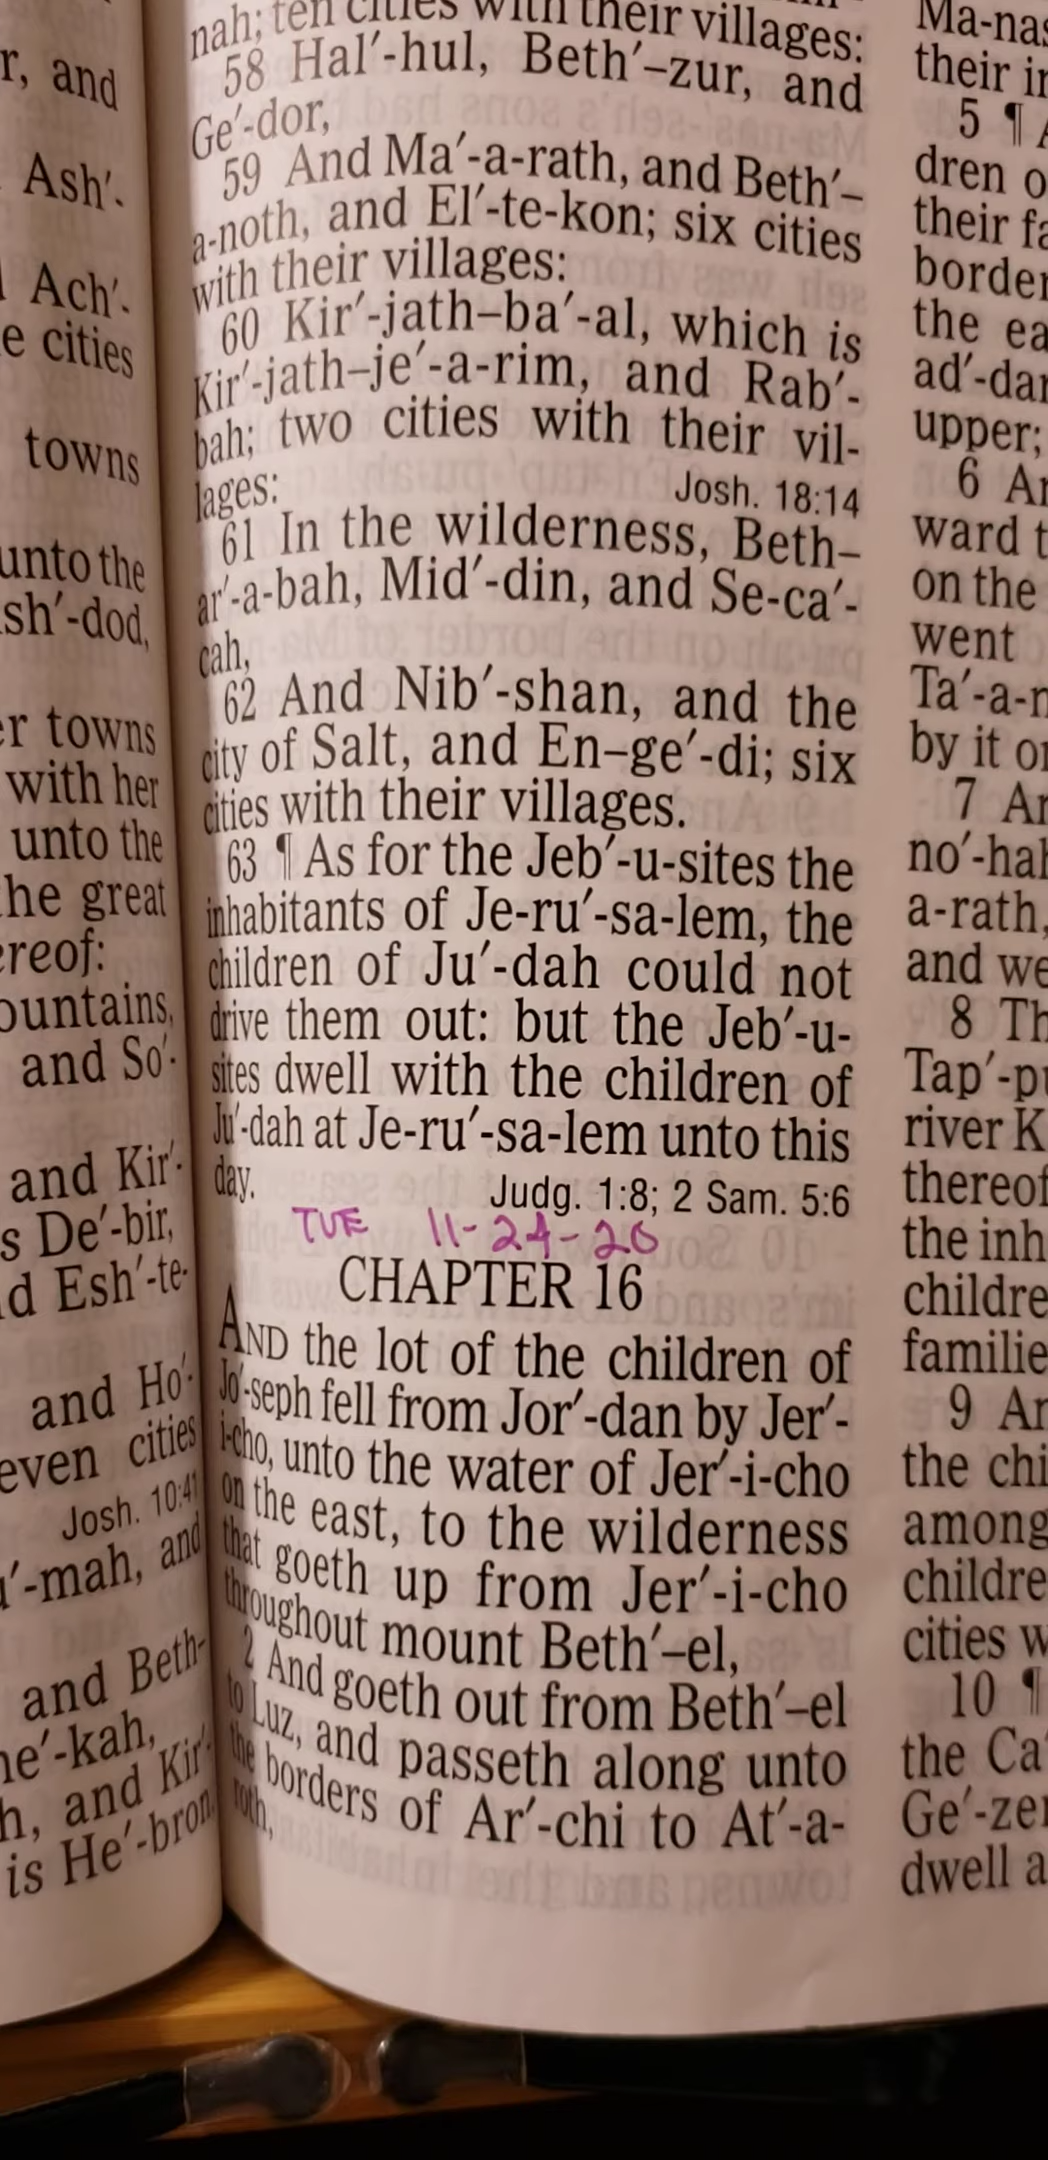 r, and
Ash′-
Ach′-
e cities
towns
unto the
sh′-dod,
er towns
with her
unto the
the great
ereof:
ountains,
and So′-
and Kir′-
s De′-bir,
d Esh′-te-
and Ho′-
even cities
Josh. 10:41
′-mah, and
and Beth-
he′-kah,
h, and Kir′-
is He′-bron,
nah; ten cities with their villages:
58 Hal′-hul, Beth′–zur, and
Ge′-dor,
59 And Ma′-a-rath, and Beth′–
a-noth, and El′-te-kon; six cities
with their villages:
60 Kir′-jath–ba′-al, which is
Kir′-jath–je′-a-rim, and Rab′-
bah; two cities with their vil-
lages: Josh. 18:14
61 In the wilderness, Beth–
ar′-a-bah, Mid′-din, and Se-ca′-
cah,
62 And Nib′-shan, and the
city of Salt, and En–ge′-di; six
cities with their villages.
63 ¶ As for the Jeb′-u-sites the
inhabitants of Je-ru′-sa-lem, the
children of Ju′-dah could not
drive them out: but the Jeb′-u-
sites dwell with the children of
Ju′-dah at Je-ru′-sa-lem unto this
day. Judg. 1:8; 2 Sam. 5:6
TUE 11-24-20
CHAPTER 16
AND the lot of the children of
Jo′-seph fell from Jor′-dan by Jer′-
i-cho, unto the water of Jer′-i-cho
on the east, to the wilderness
that goeth up from Jer′-i-cho
throughout mount Beth′–el,
2 And goeth out from Beth′–el
to Luz, and passeth along unto
the borders of Ar′-chi to At′-a-
roth,
Ma-nas
their in
5 ¶ A
dren o
their fa
border
the ea
ad′-dar
upper;
6 An
ward t
on the
went
Ta′-a-n
by it on
7 An
no′-hah
a-rath,
and we
8 Th
Tap′-pu
river K
thereof
the inh
childre
familie
9 An
the chi
among
childre
cities w
10 ¶
the Ca
Ge′-zer
dwell a